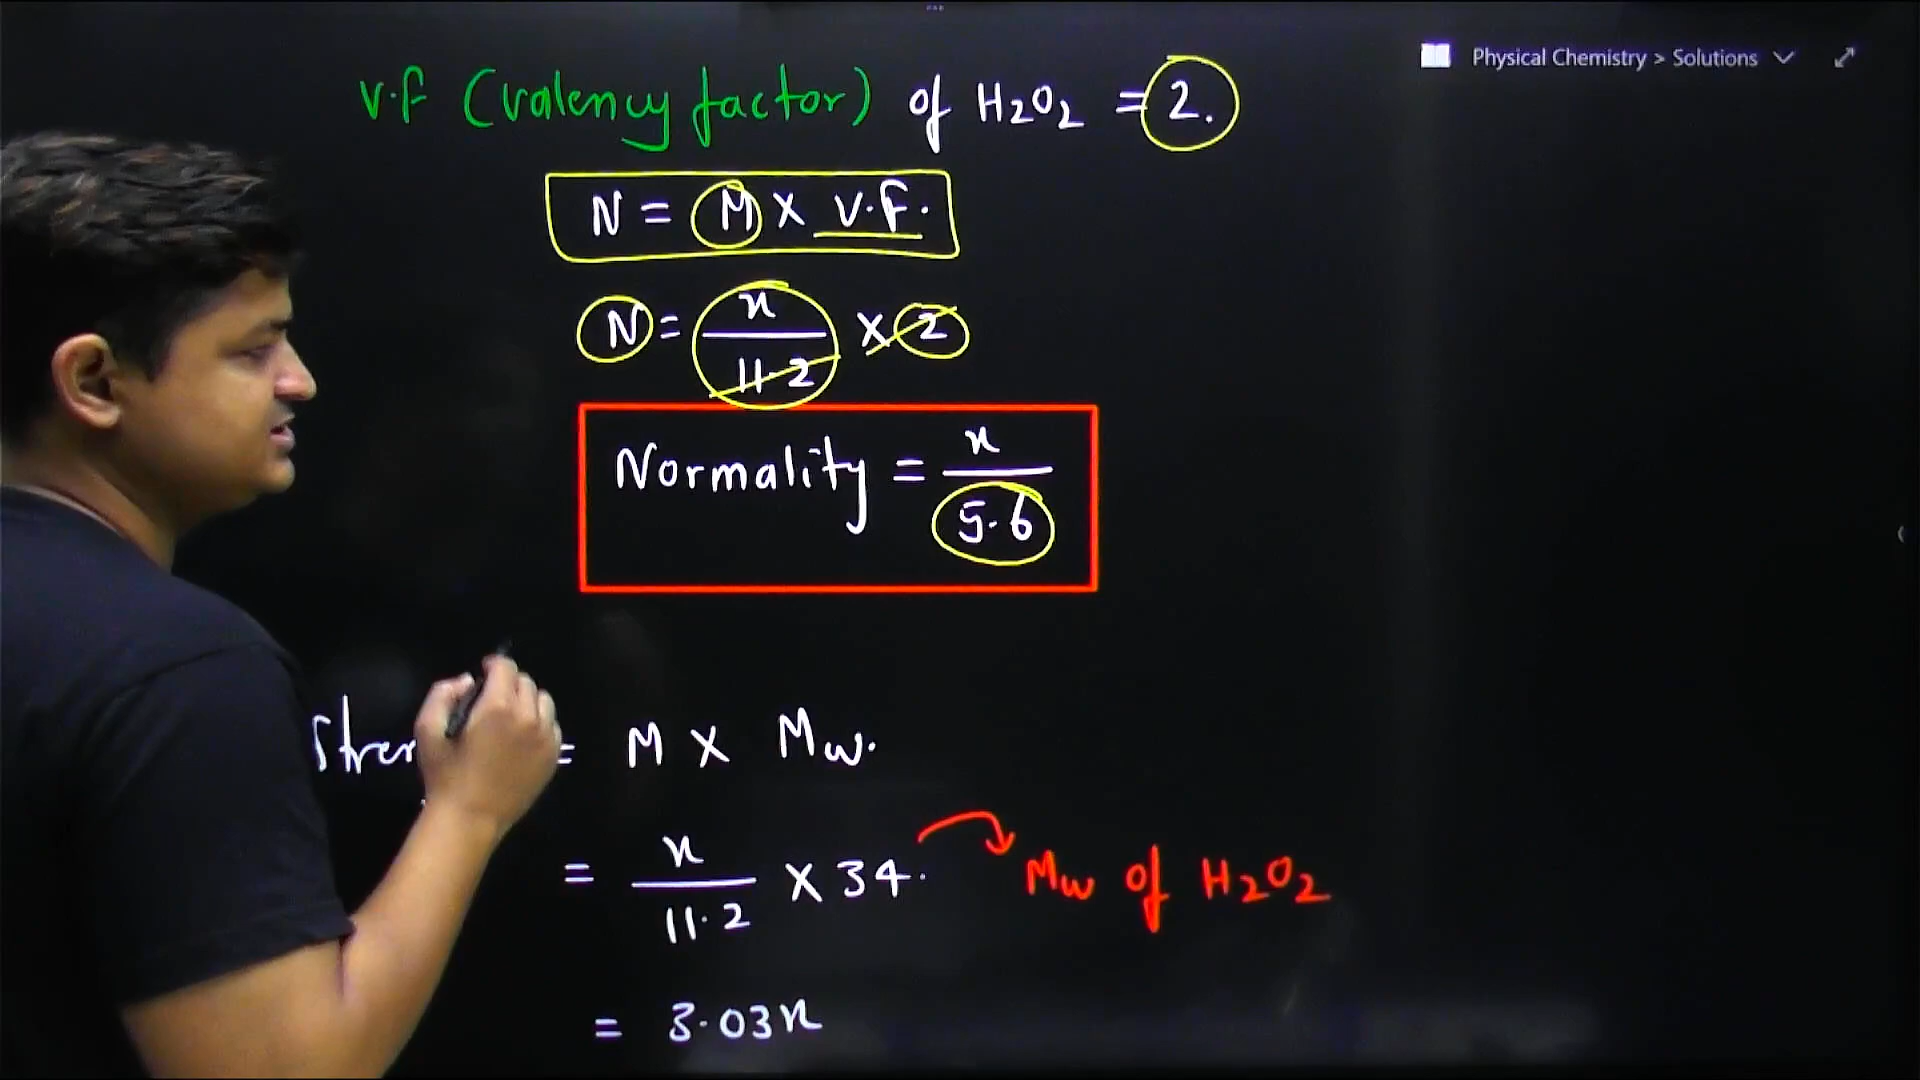 Physical Chemistry > Solutions
v.f (valency factor) of H2O2 = 2.
N = M × v.f.
N = x/11.2 × 2
Normality = x/5.6
= M × Mw.
= x/11.2 × 34. → Mw of H2O2
= 3.03x